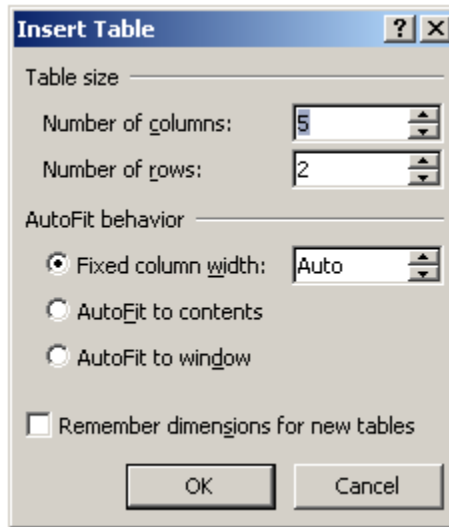 Insert Table
Table size
Number of columns: 5
Number of rows: 2
AutoFit behavior
Fixed column width: Auto
AutoFit to contents
AutoFit to window
Remember dimensions for new tables
OK Cancel